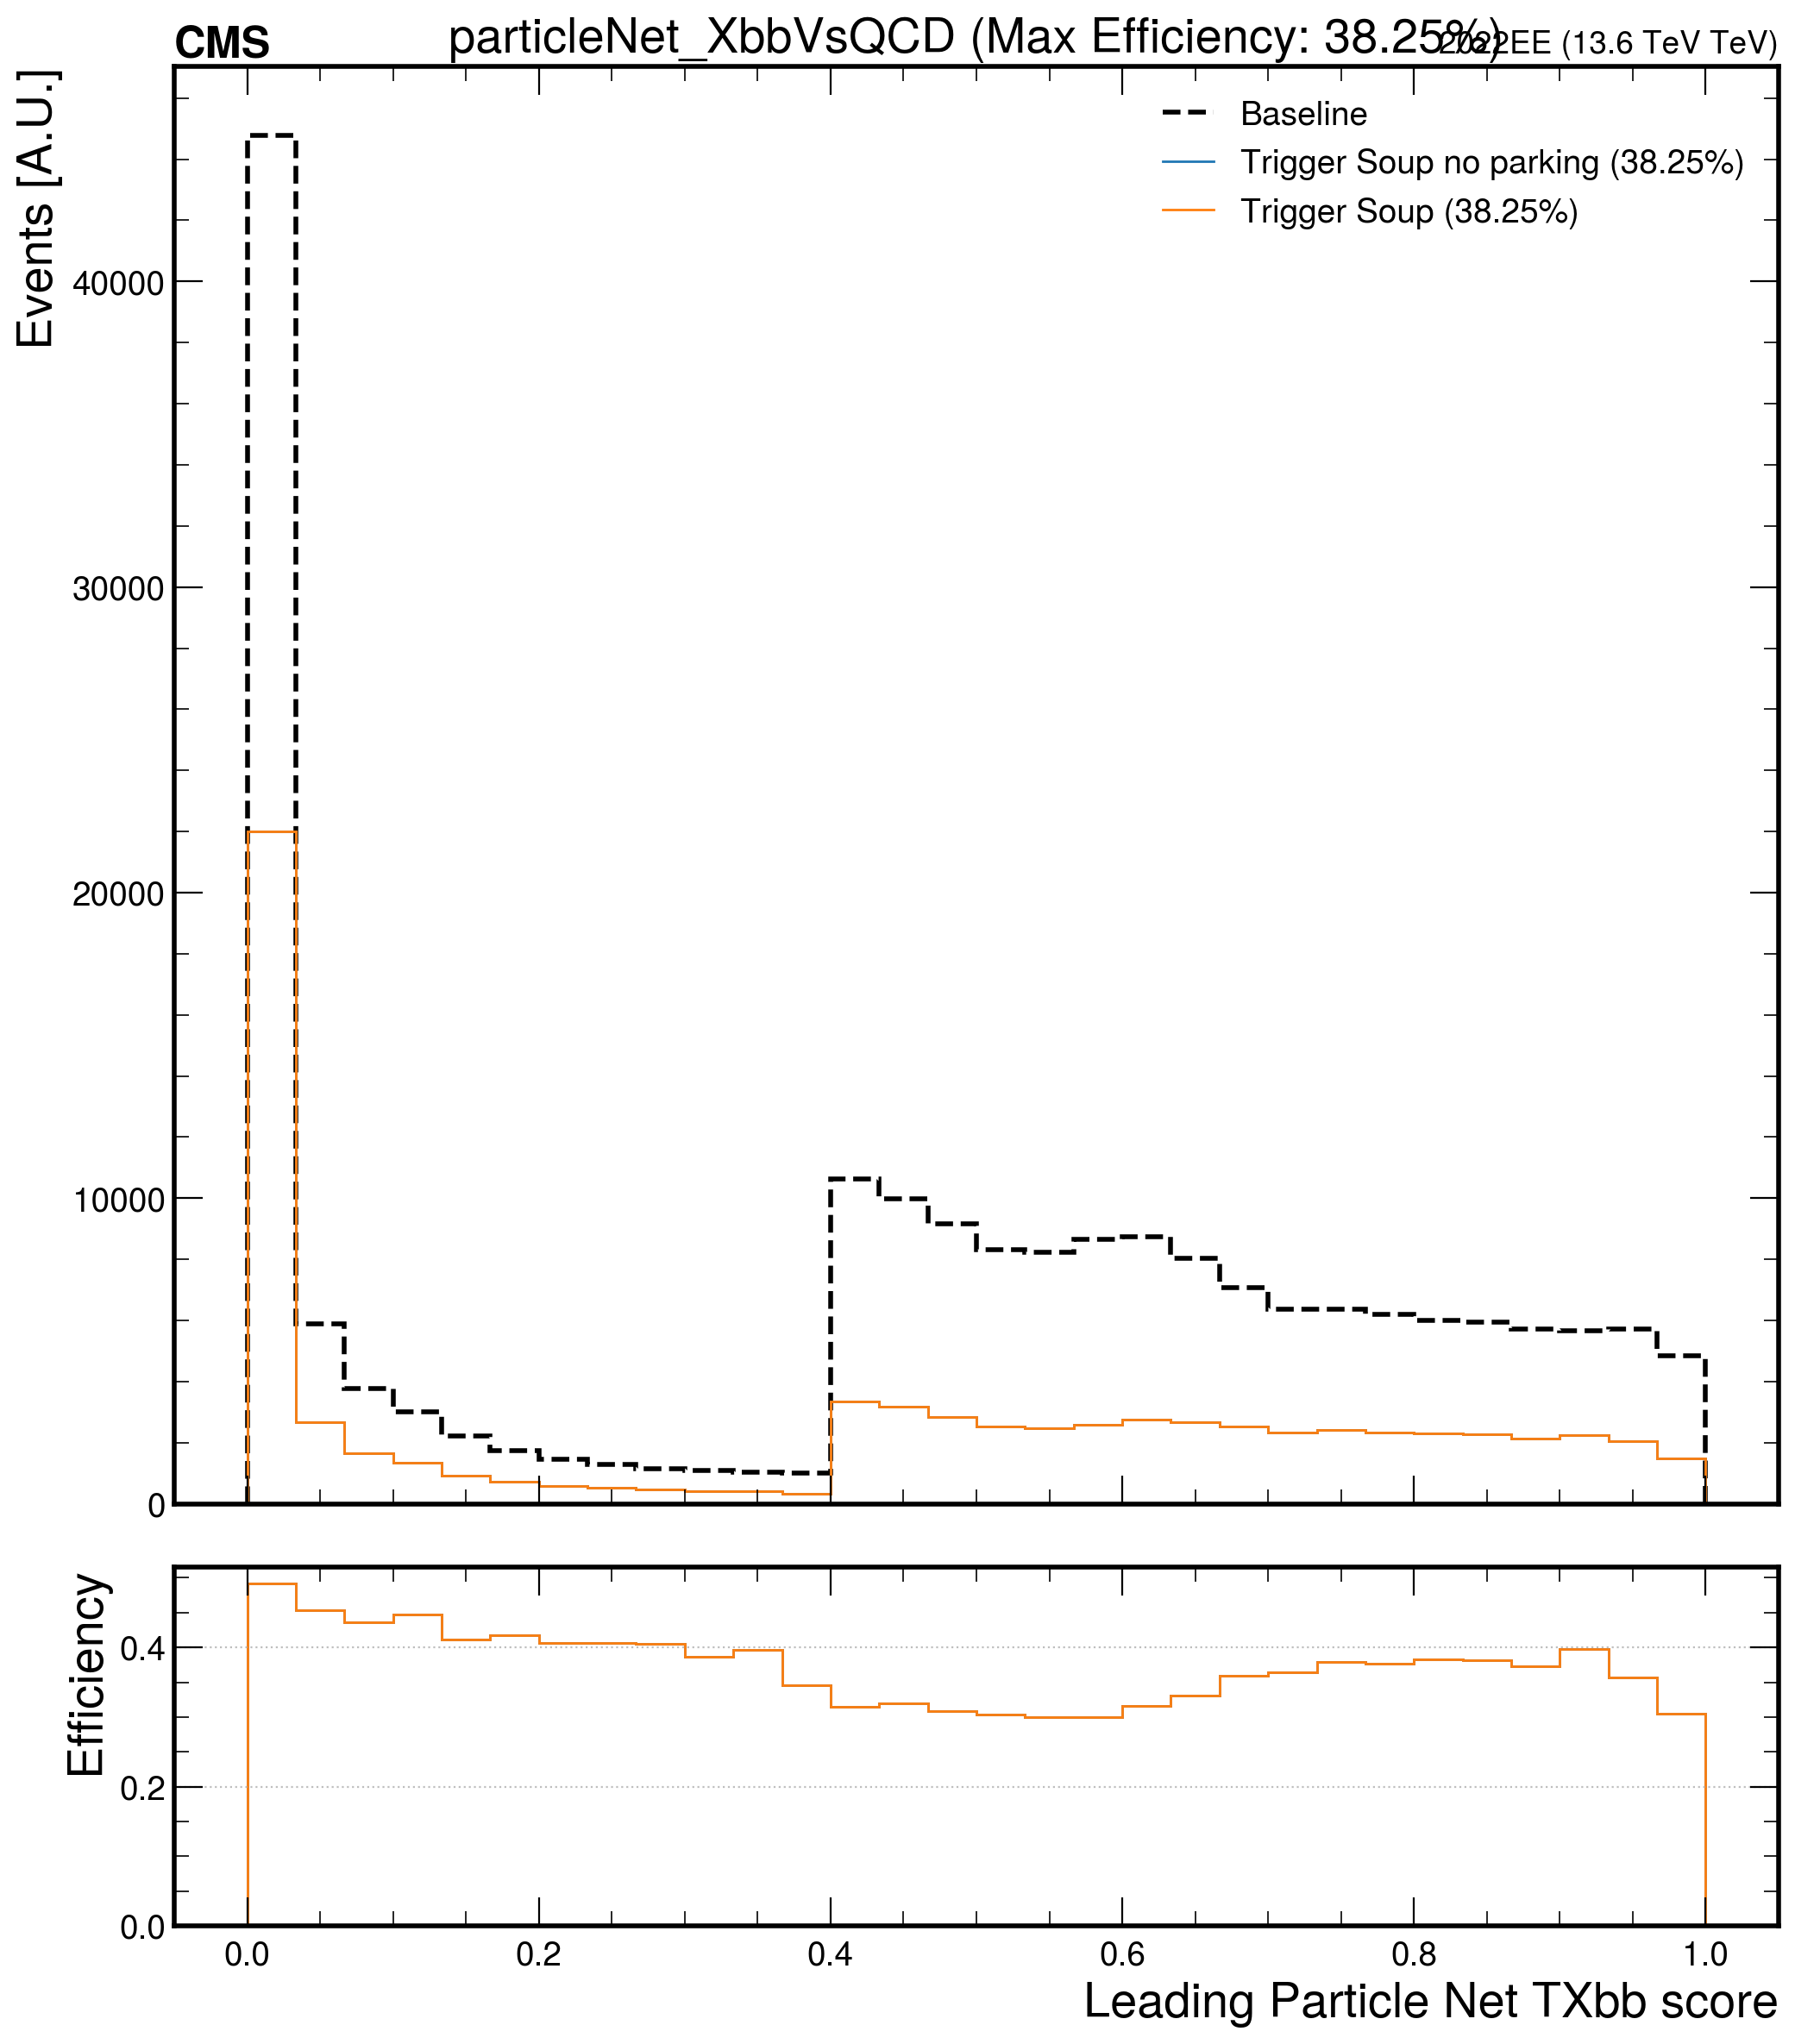 CMS
particleNet_XbbVsQCD (Max Efficiency: 38.25%)
2022EE (13.6 TeV TeV)
Events [A.U.]
Baseline
Trigger Soup no parking (38.25%)
Trigger Soup (38.25%)
40000
30000
20000
10000
0
Efficiency
0.4
0.2
0.0
0.0 0.2 0.4 0.6 0.8 1.0
Leading Particle Net TXbb score